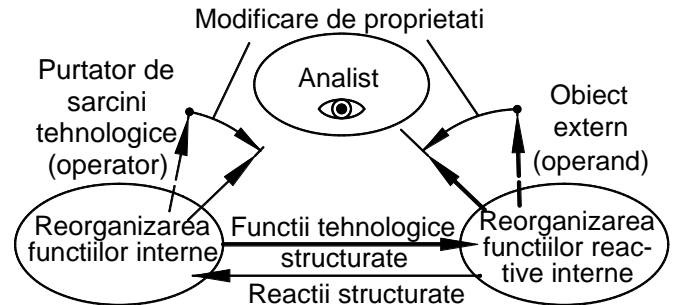 Modificare de proprietati
Purtator de
sarcini
tehnologice
(operator)
Analist
Obiect
extern
(operand)
Reorganizarea
functiilor interne
Functii tehnologice
structurate
Reactii structurate
Reorganizarea
functiilor reac-
tive interne